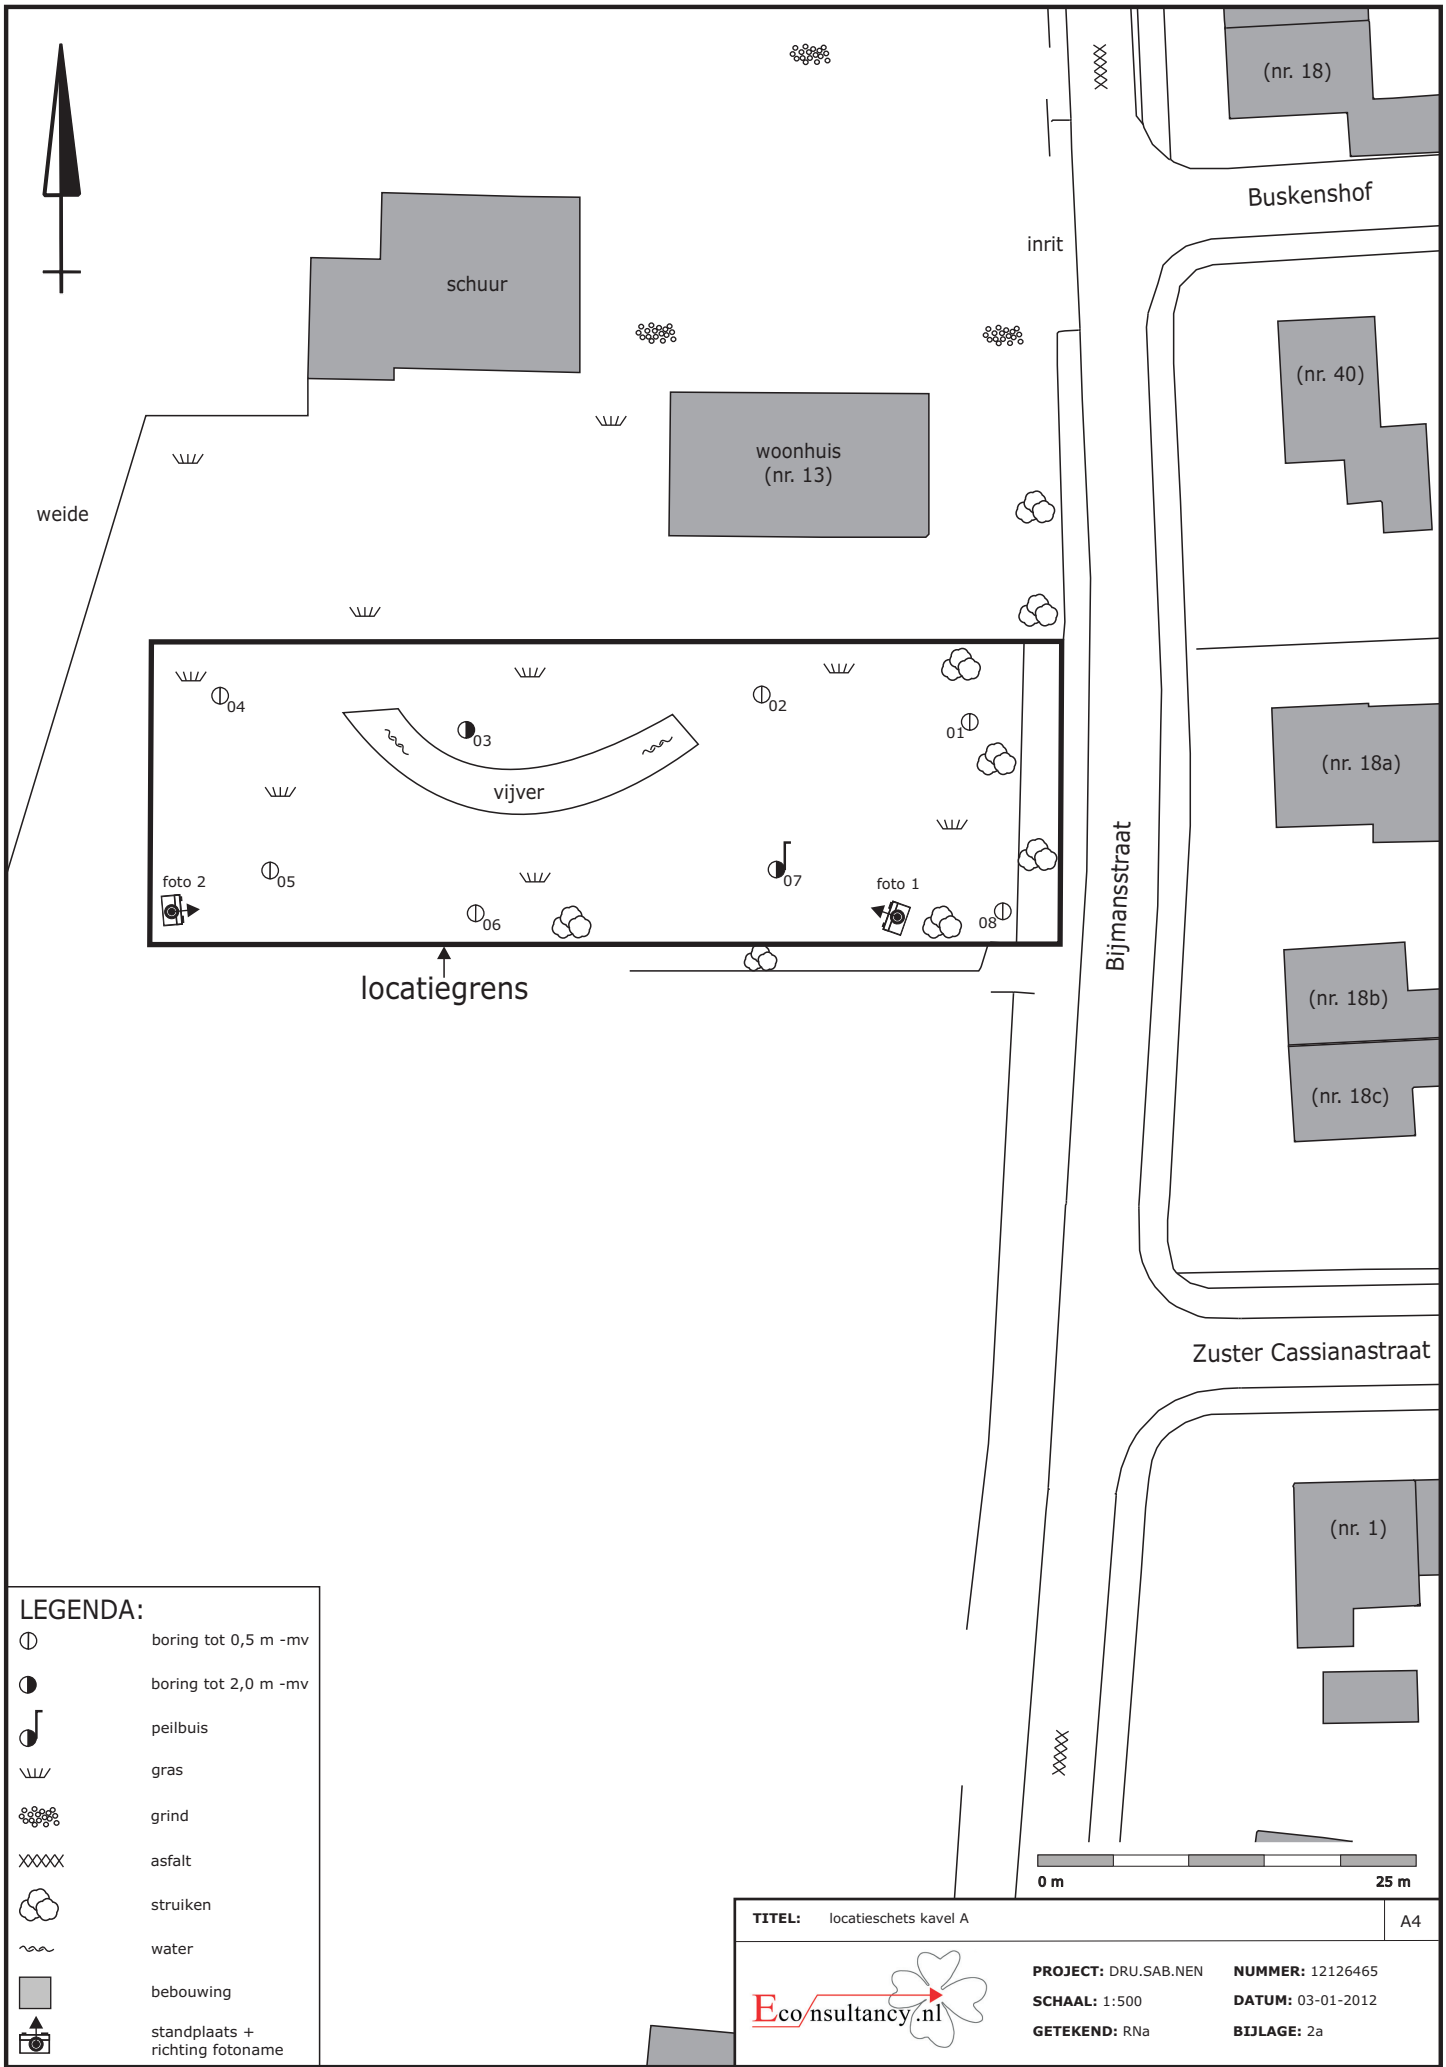 (nr. 18)
Buskenshof
inrit
schuur
(nr. 40)
woonhuis
(nr. 13)
weide
04
03
02
01
vijver
(nr. 18a)
Bijmansstraat
foto 2
05
06
07
foto 1
08
locatiegrens
(nr. 18b)
(nr. 18c)
Zuster Cassianastraat
(nr. 1)
LEGENDA:
boring tot 0,5 m -mv
boring tot 2,0 m -mv
peilbuis
gras
grind
asfalt
struiken
water
bebouwing
standplaats +
richting fotoname
0 m 25 m
TITEL: locatieschets kavel A A4
Econsultancy.nl
PROJECT: DRU.SAB.NEN NUMMER: 12126465
SCHAAL: 1:500 DATUM: 03-01-2012
GETEKEND: RNa BIJLAGE: 2a